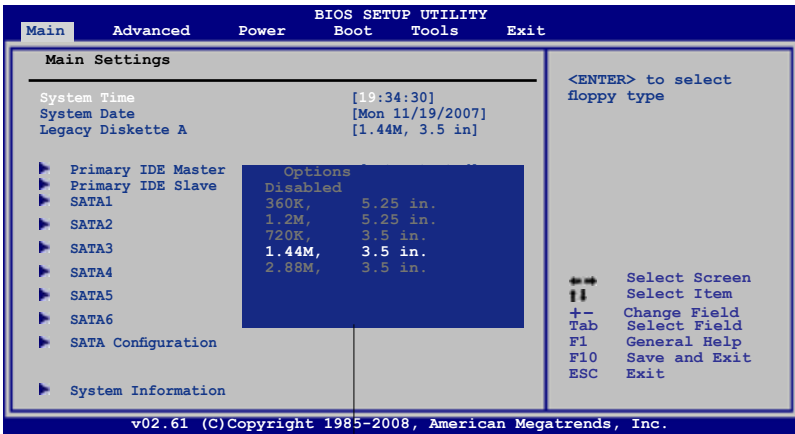 BIOS SETUP UTILITY
Main Advanced Power Boot Tools Exit
Main Settings
System Time [19:34:30]
System Date [Mon 11/19/2007]
Legacy Diskette A [1.44M, 3.5 in]
Primary IDE Master
Primary IDE Slave
SATA1
SATA2
SATA3
SATA4
SATA5
SATA6
SATA Configuration
System Information
Options
Disabled
360K, 5.25 in.
1.2M, 5.25 in.
720K, 3.5 in.
1.44M, 3.5 in.
2.88M, 3.5 in.
<ENTER> to select
floppy type
Select Screen
Select Item
+- Change Field
Tab Select Field
F1 General Help
F10 Save and Exit
ESC Exit
v02.61 (C)Copyright 1985-2008, American Megatrends, Inc.